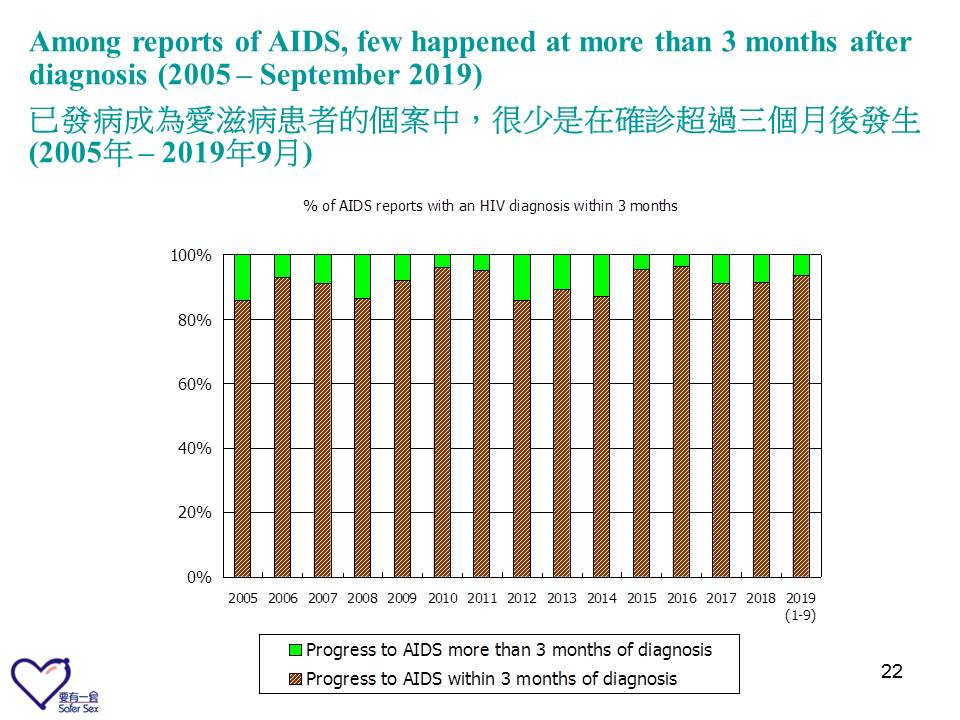 Among reports of AIDS, few happened at more than 3 months after
diagnosis (2005 – September 2019)
已發病成為愛滋病患者的個案中，很少是在確診超過三個月後發生
(2005年 – 2019年9月)
% of AIDS reports with an HIV diagnosis within 3 months
100%
80%
60%
40%
20%
0%
2005 2006 2007 2008 2009 2010 2011 2012 2013 2014 2015 2016 2017 2018 2019
(1-9)
Progress to AIDS more than 3 months of diagnosis
Progress to AIDS within 3 months of diagnosis
要有一套
Safer Sex
22